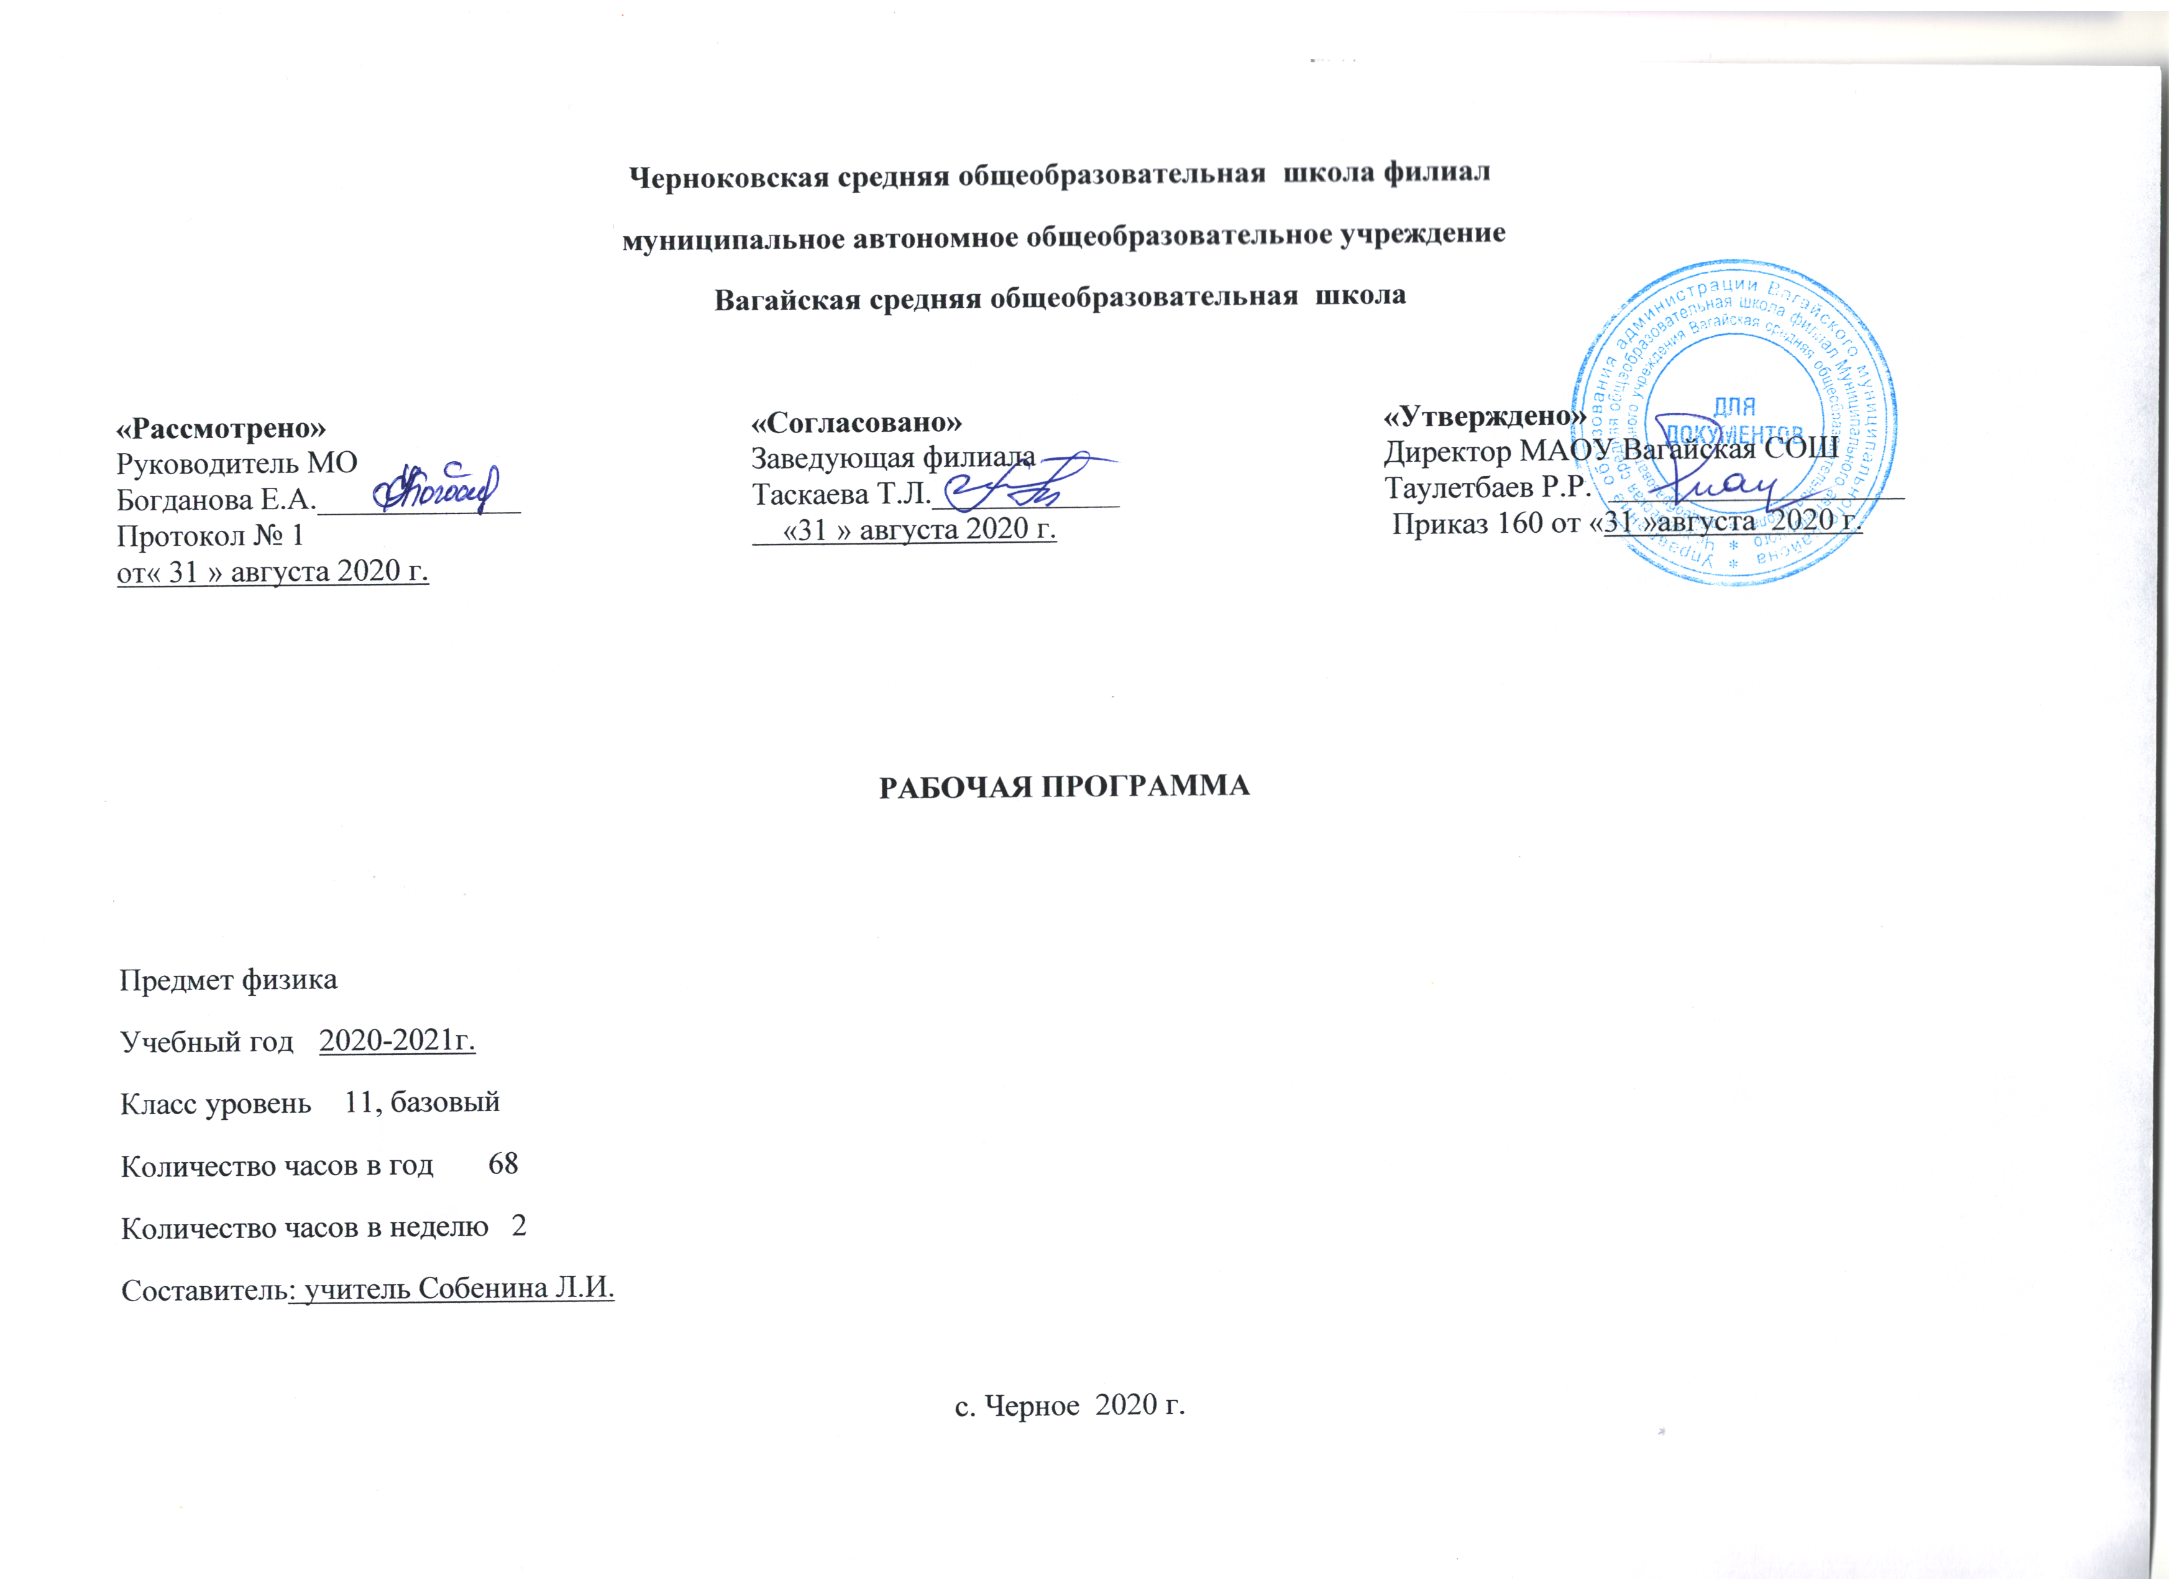 Черноковская средняя общеобразовательная школа филиал
муниципальное автономное общеобразовательное учреждение
Вагайская средняя общеобразовательная школа
«Рассмотрено»
Руководитель МО
Богданова Е.А.
Протокол № 1
от« 31 » августа 2020 г.
«Согласовано»
Заведующая филиала
Таскаева Т.Л.
«31 » августа 2020 г.
«Утверждено»
Директор МАОУ Вагайская СОШ
Таулетбаев Р.Р.
Приказ 160 от «31 »августа 2020 г.
ДЛЯ
ДОКУМЕНТОВ
РАБОЧАЯ ПРОГРАММА
Предмет физика
Учебный год 2020-2021г.
Класс уровень 11, базовый
Количество часов в год 68
Количество часов в неделю 2
Составитель: учитель Собенина Л.И.
с. Черное 2020 г.